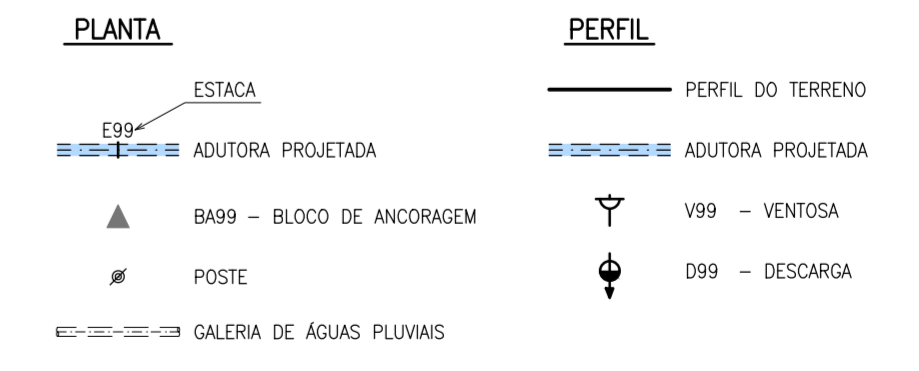 PLANTA
ESTACA
E99
ADUTORA PROJETADA
BA99 – BLOCO DE ANCORAGEM
POSTE
GALERIA DE ÁGUAS PLUVIAIS
PERFIL
PERFIL DO TERRENO
ADUTORA PROJETADA
V99 – VENTOSA
D99 – DESCARGA